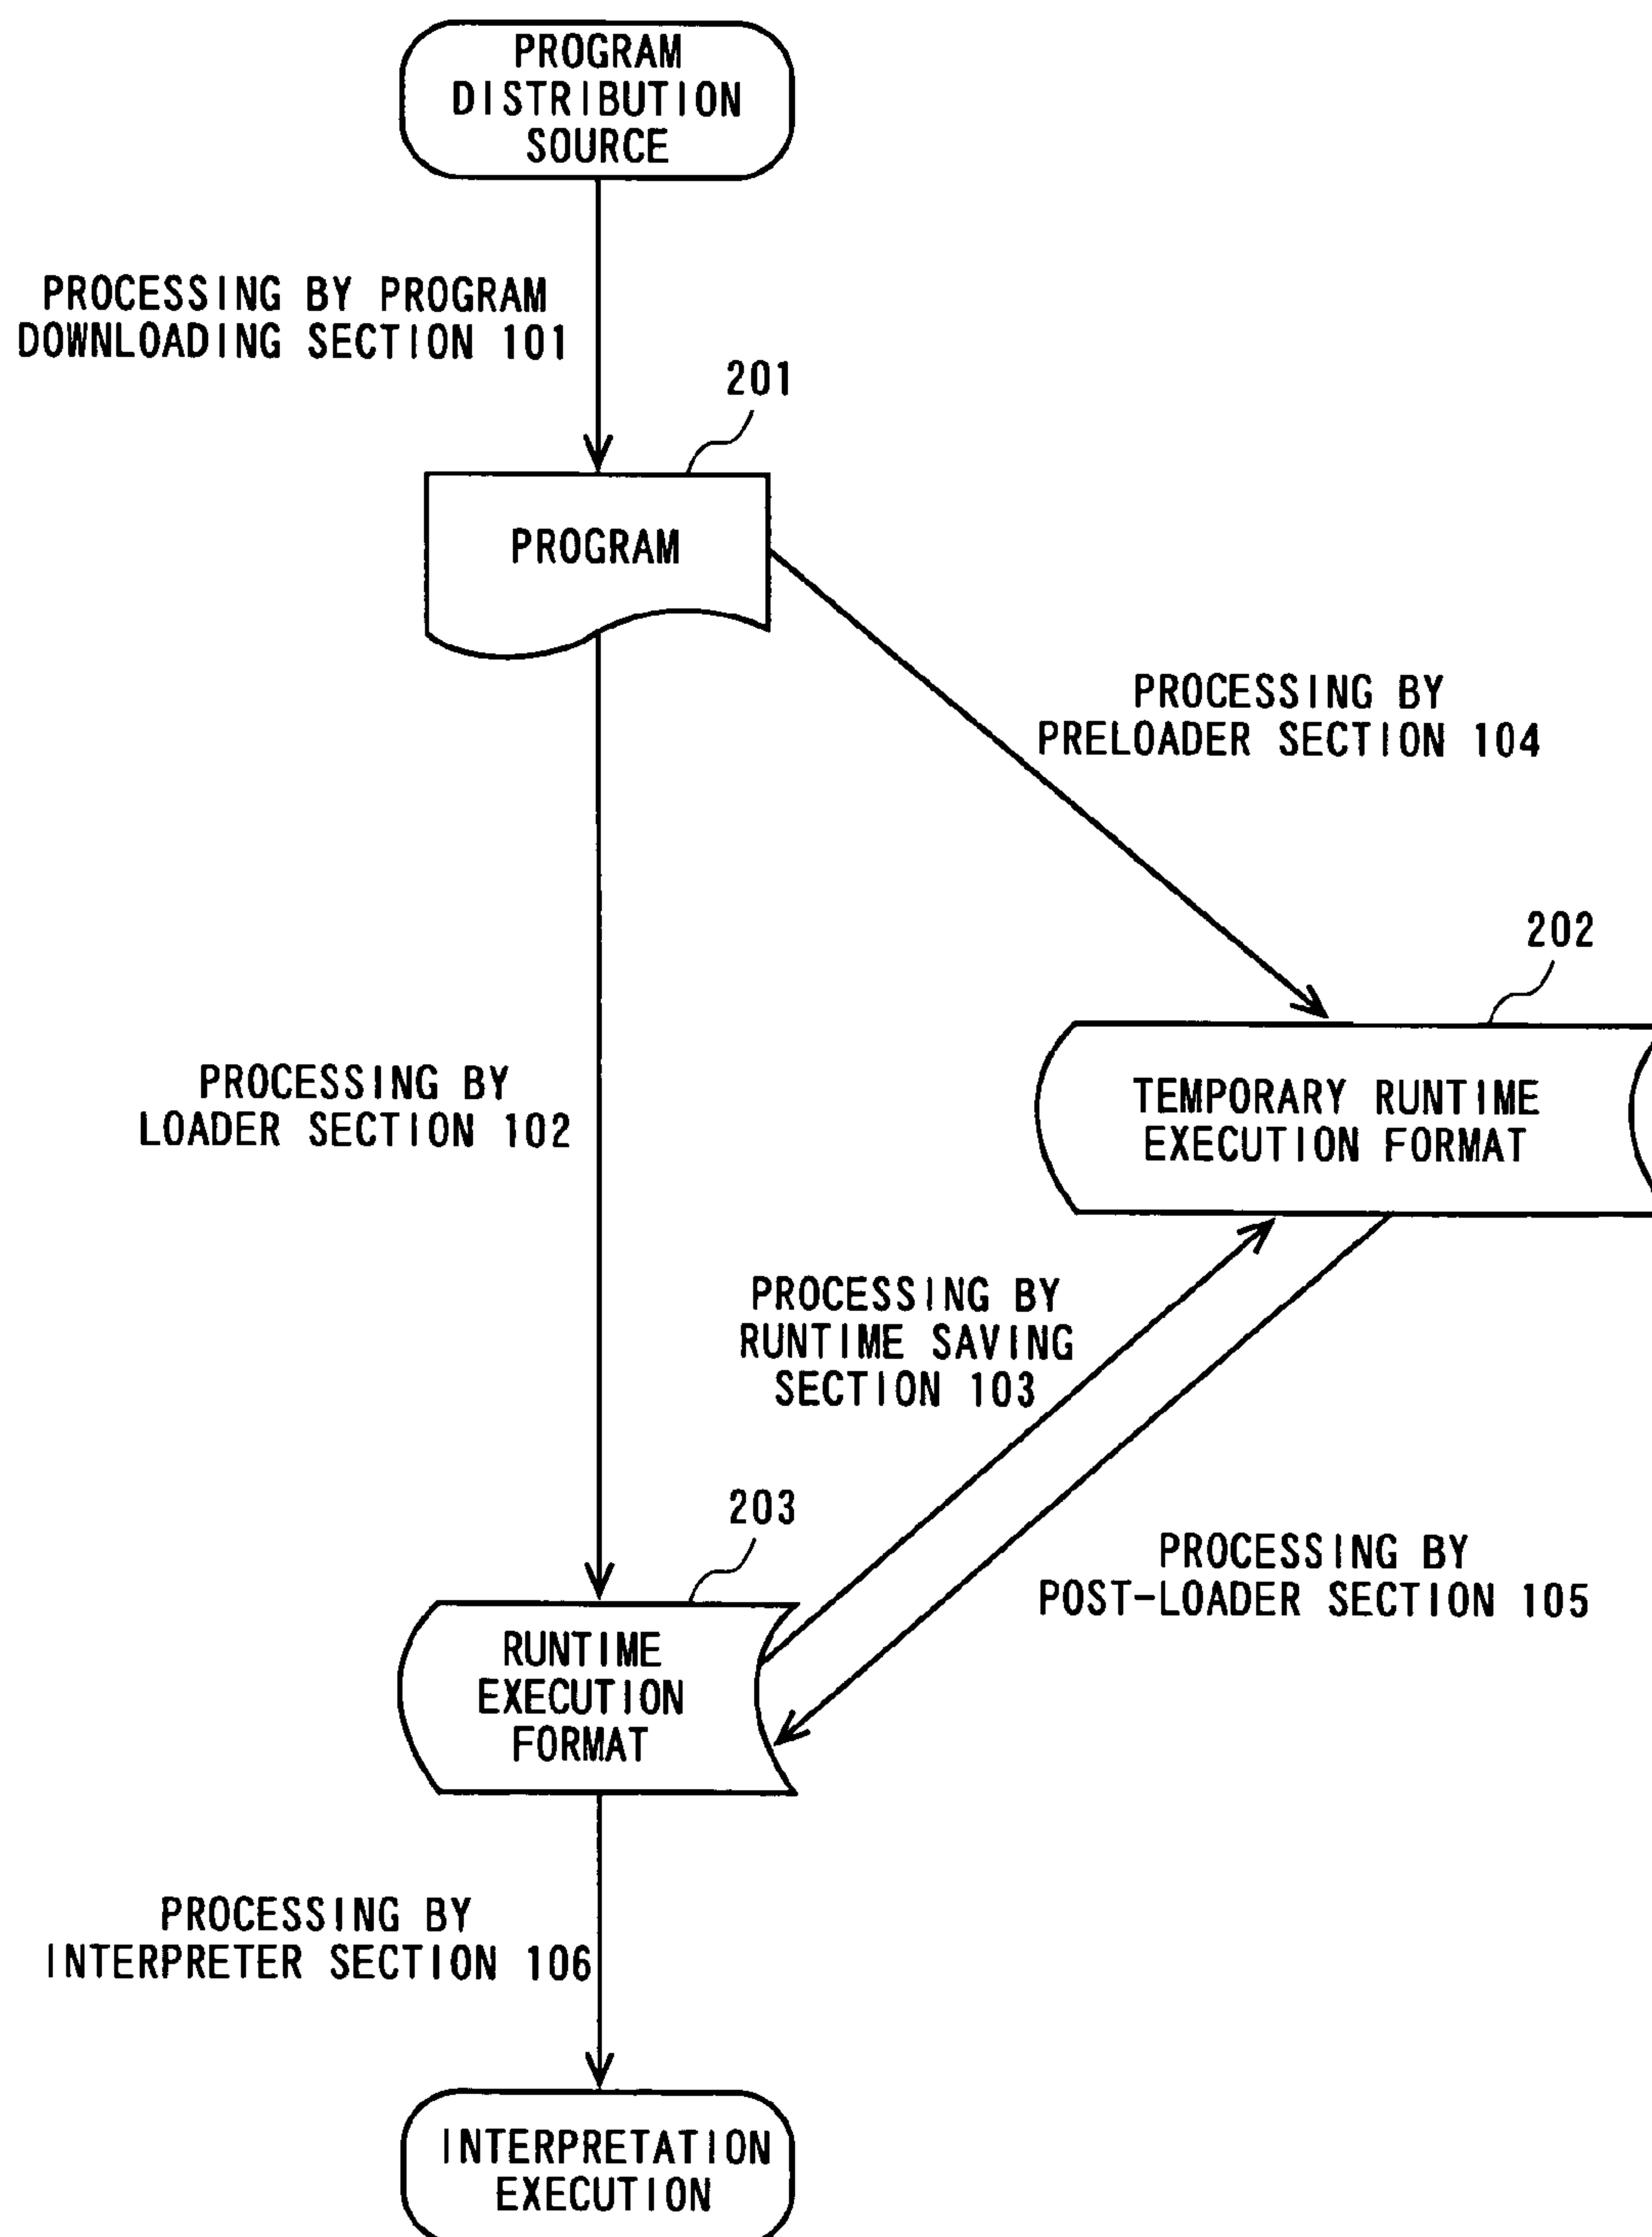 PROGRAM
DISTRIBUTION
SOURCE
PROCESSING BY PROGRAM
DOWNLOADING SECTION 101
201
PROGRAM
PROCESSING BY
PRELOADER SECTION 104
202
TEMPORARY RUNTIME
EXECUTION FORMAT
PROCESSING BY
LOADER SECTION 102
PROCESSING BY
RUNTIME SAVING
SECTION 103
203
PROCESSING BY
POST-LOADER SECTION 105
RUNTIME
EXECUTION
FORMAT
PROCESSING BY
INTERPRETER SECTION 106
INTERPRETATION
EXECUTION